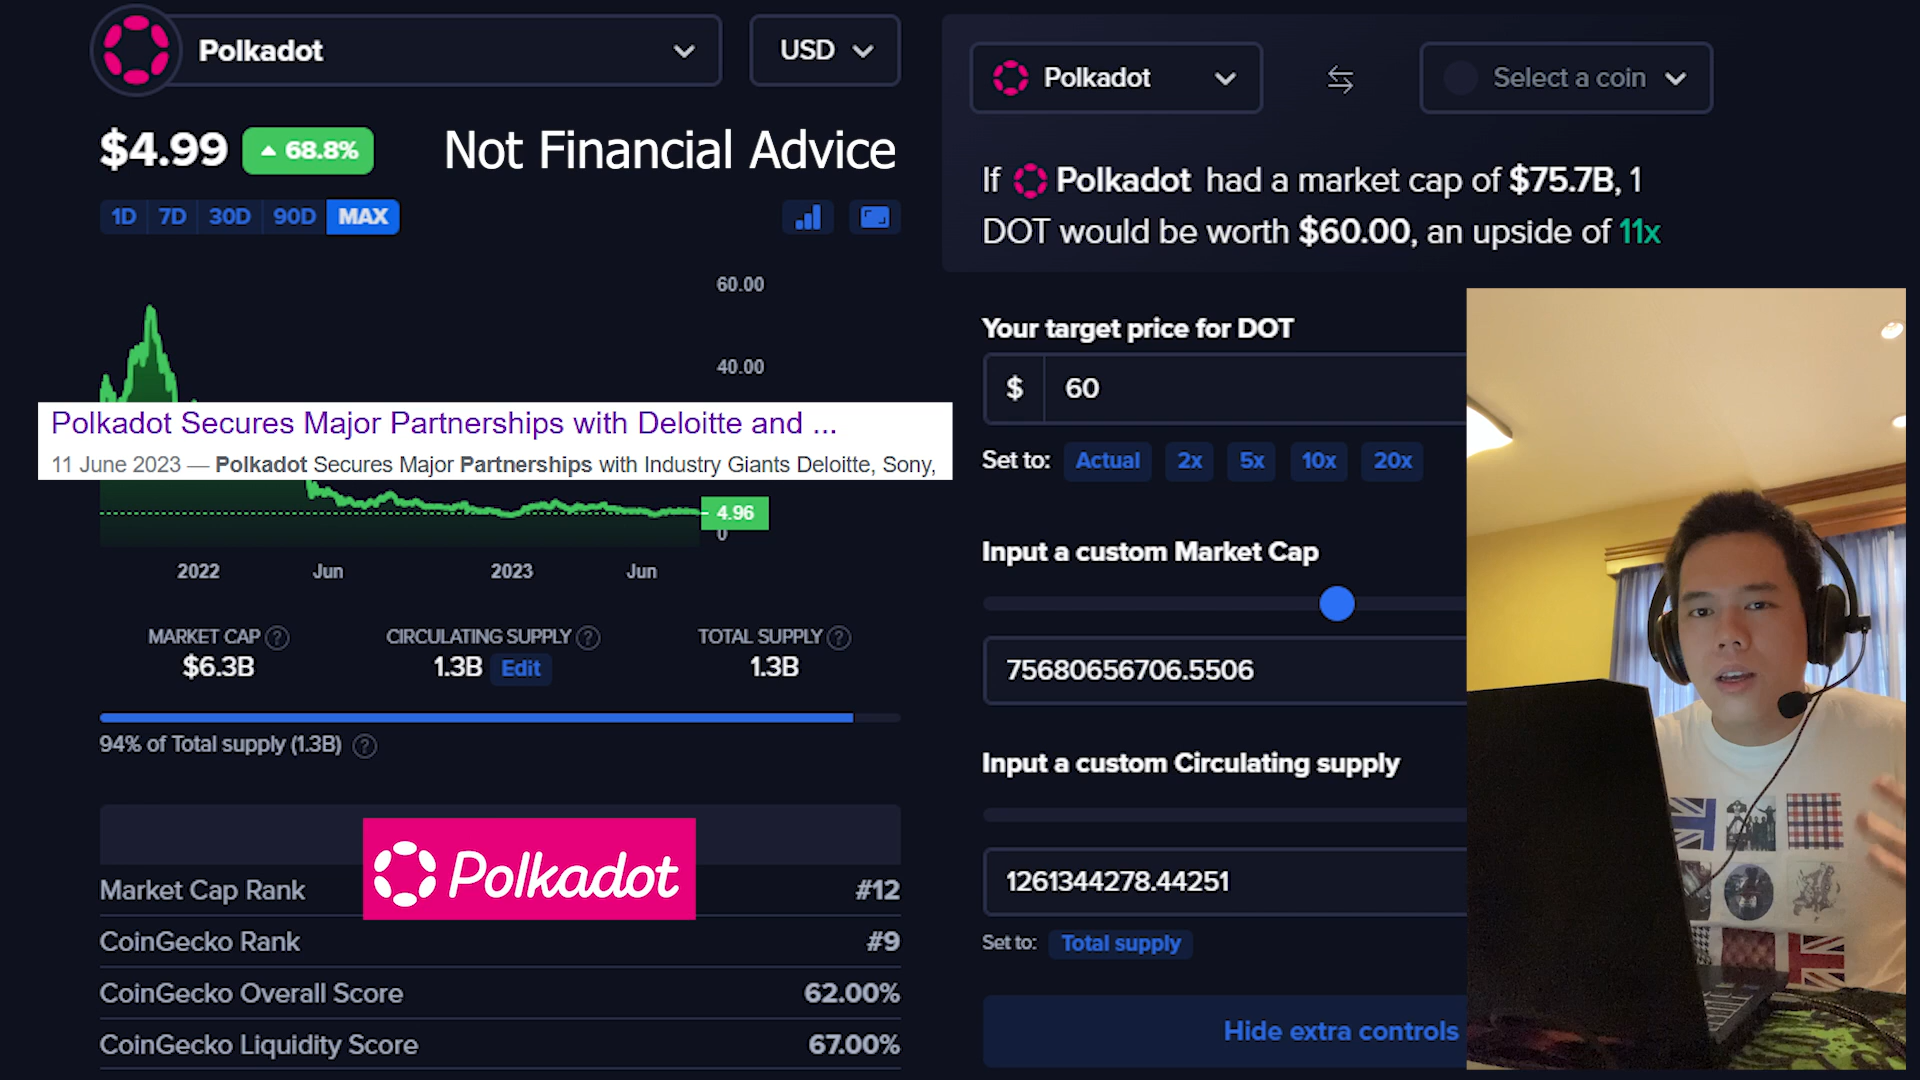 Polkadot
USD
$4.99
68.8%
Not Financial Advice
1D 7D 30D 90D MAX
60.00
40.00
Polkadot Secures Major Partnerships with Deloitte and ...
11 June 2023 — Polkadot Secures Major Partnerships with Industry Giants Deloitte, Sony,
4.96
0
2022 Jun 2023 Jun
MARKET CAP ? CIRCULATING SUPPLY ? TOTAL SUPPLY ?
$6.3B 1.3B Edit 1.3B
94% of Total supply (1.3B) ?
Polkadot
Market Cap Rank #12
CoinGecko Rank #9
CoinGecko Overall Score 62.00%
CoinGecko Liquidity Score 67.00%
Polkadot
Select a coin
If Polkadot had a market cap of $75.7B, 1
DOT would be worth $60.00, an upside of 11x
Your target price for DOT
$ 60
Set to: Actual 2x 5x 10x 20x
Input a custom Market Cap
75680656706.5506
Input a custom Circulating supply
1261344278.44251
Set to: Total supply
Hide extra controls